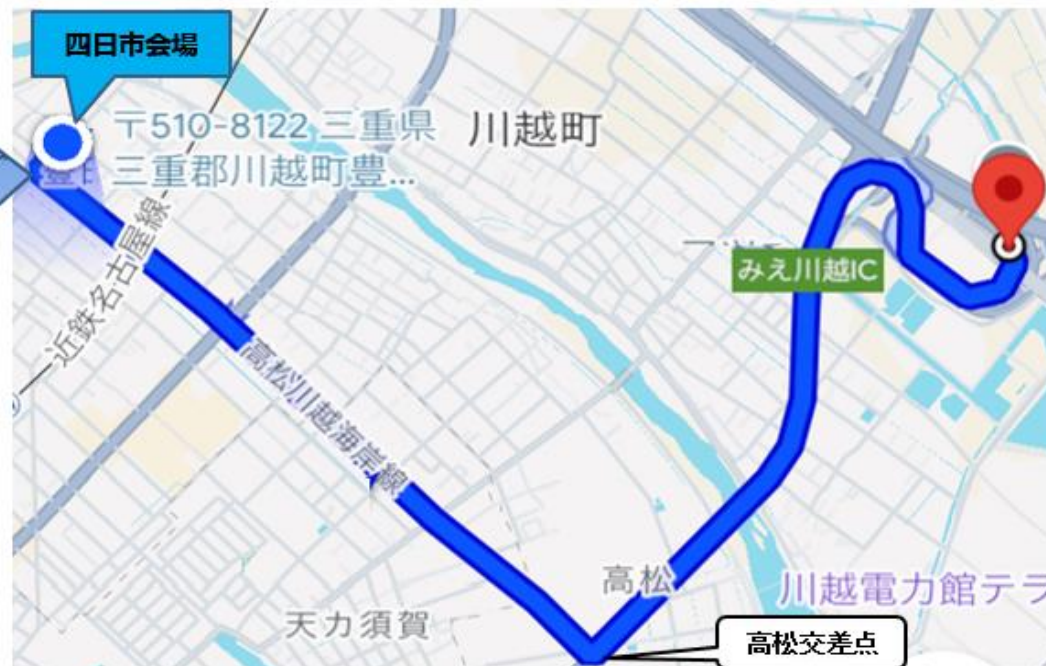 四日市会場
〒510-8122 三重県
三重郡川越町豊...
川越町
近鉄名古屋線
みえ川越IC
高松川越海岸線
高松
川越電力館テラ
天カ須賀
高松交差点